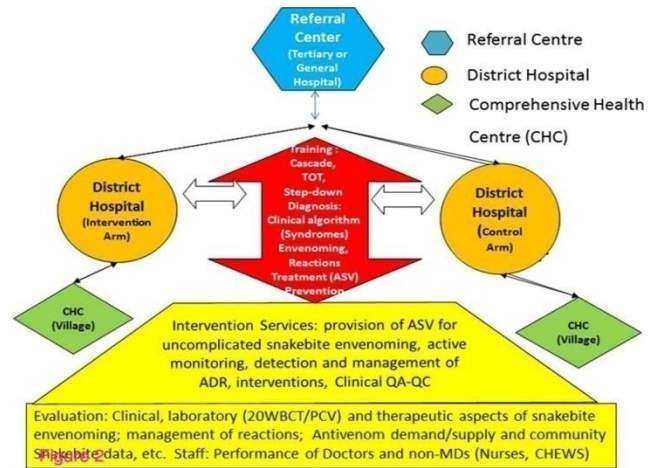 Referral
Center
(Tertiary or
General
Hospital)
Referral Centre
District Hospital
Comprehensive Health
Centre (CHC)
District
Hospital
(Intervention
Arm)
Training :
Cascade,
TOT,
Step-down
Diagnosis:
Clinical algorithm
(Syndromes)
Envenoming,
Reactions
Treatment (ASV)
Prevention
District
Hospital
(Control
Arm)
CHC
(Village)
CHC
(Village)
Intervention Services: provision of ASV for
uncomplicated snakebite envenoming, active
monitoring, detection and management of
ADR, interventions, Clinical QA-QC
Evaluation: Clinical, laboratory (20WBCT/PCV) and therapeutic aspects of snakebite
envenoming; management of reactions; Antivenom demand/supply and community
Snakebite data, etc. Staff: Performance of Doctors and non-MDs (Nurses, CHEWS)
Figure 2